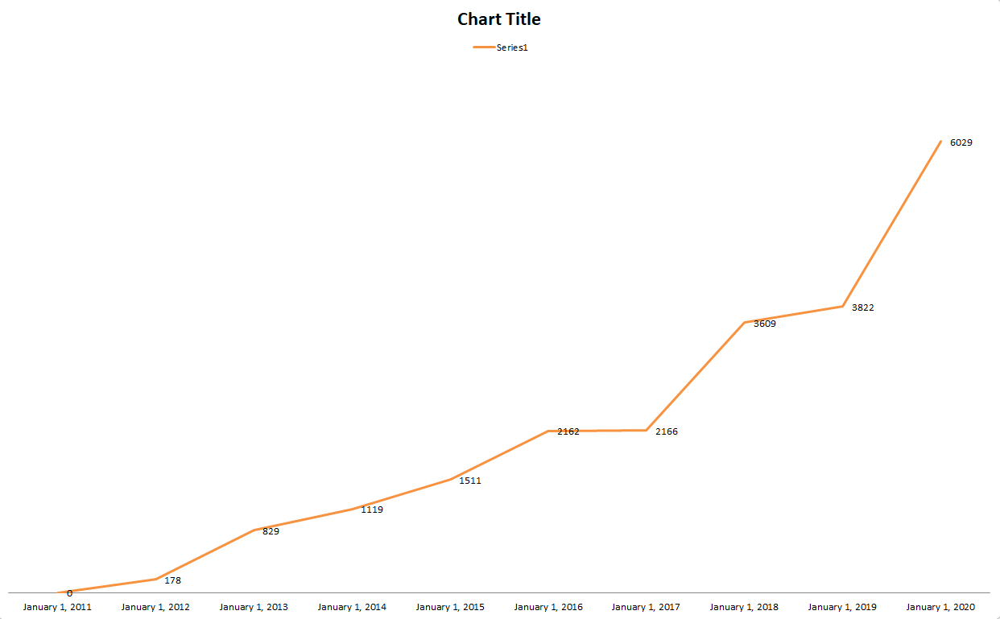 Chart Title
Series1
6029
3822
3609
2162
2166
1511
1119
829
178
0
January 1, 2011
January 1, 2012
January 1, 2013
January 1, 2014
January 1, 2015
January 1, 2016
January 1, 2017
January 1, 2018
January 1, 2019
January 1, 2020